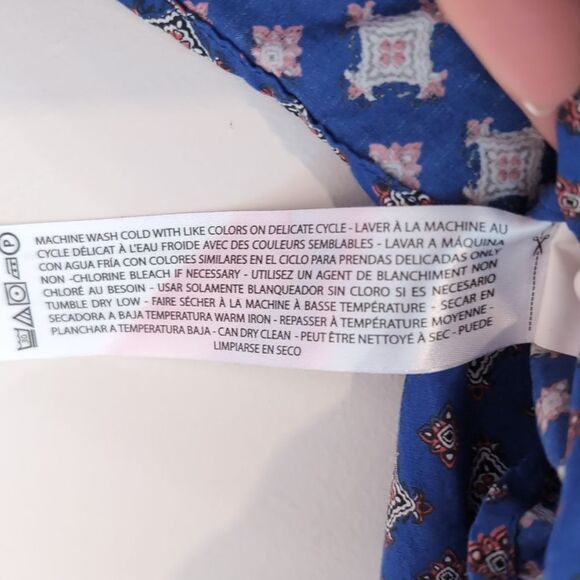 MACHINE WASH COLD WITH LIKE COLORS ON DELICATE CYCLE - LAVER À LA MACHINE AU
CYCLE DÉLICAT À L'EAU FROIDE AVEC DES COULEURS SEMBLABLES - LAVAR A MÁQUINA
CON AGUA FRÍA CON COLORES SIMILARES EN EL CICLO PARA PRENDAS DELICADAS ONLY
NON -CHLORINE BLEACH IF NECESSARY - UTILISEZ UN AGENT DE BLANCHIMENT NON
CHLORÉ AU BESOIN - USAR SOLAMENTE BLANQUEADOR SIN CLORO SI ES NECESARIO
TUMBLE DRY LOW - FAIRE SÉCHER À LA MACHINE À BASSE TEMPÉRATURE - SECAR EN
SECADORA A BAJA TEMPERATURA WARM IRON - REPASSER À TEMPÉRATURE MOYENNE -
PLANCHAR A TEMPERATURA BAJA - CAN DRY CLEAN - PEUT ÊTRE NETTOYÉ À SEC - PUEDE
LIMPIARSE EN SECO
P
30